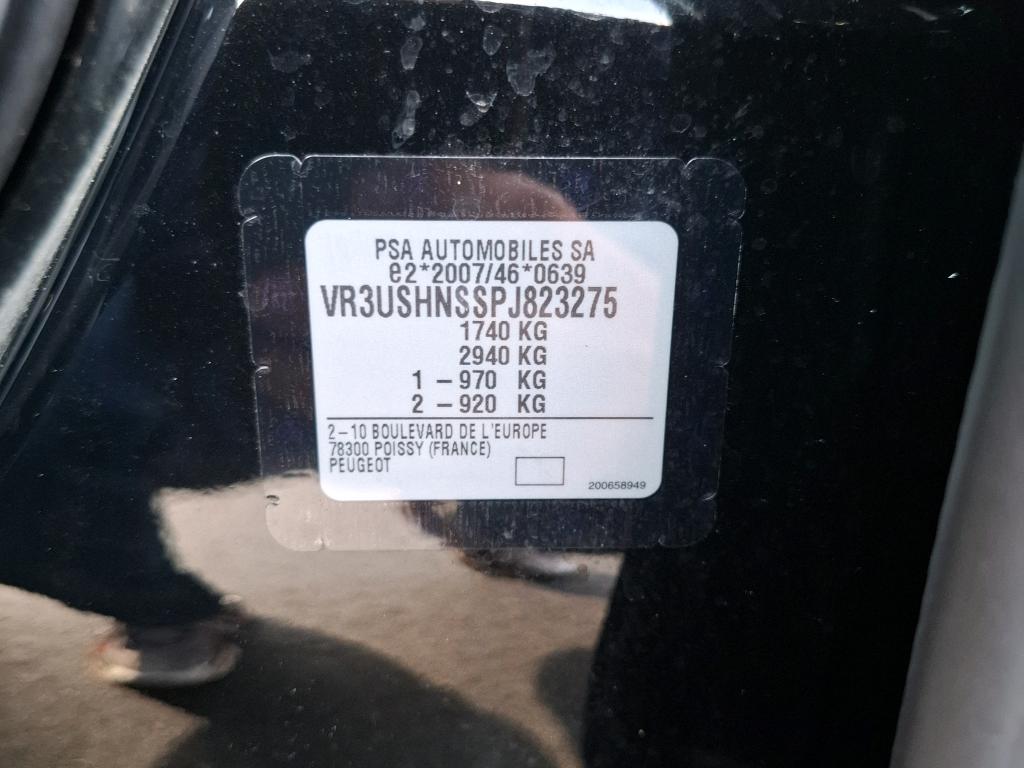 PSA AUTOMOBILES SA
e2*2007/46*0639
VR3USHNSSPJ823275
1740 KG
2940 KG
1 – 970 KG
2 – 920 KG
2–10 BOULEVARD DE L'EUROPE
78300 POISSY (FRANCE)
PEUGEOT
200658949